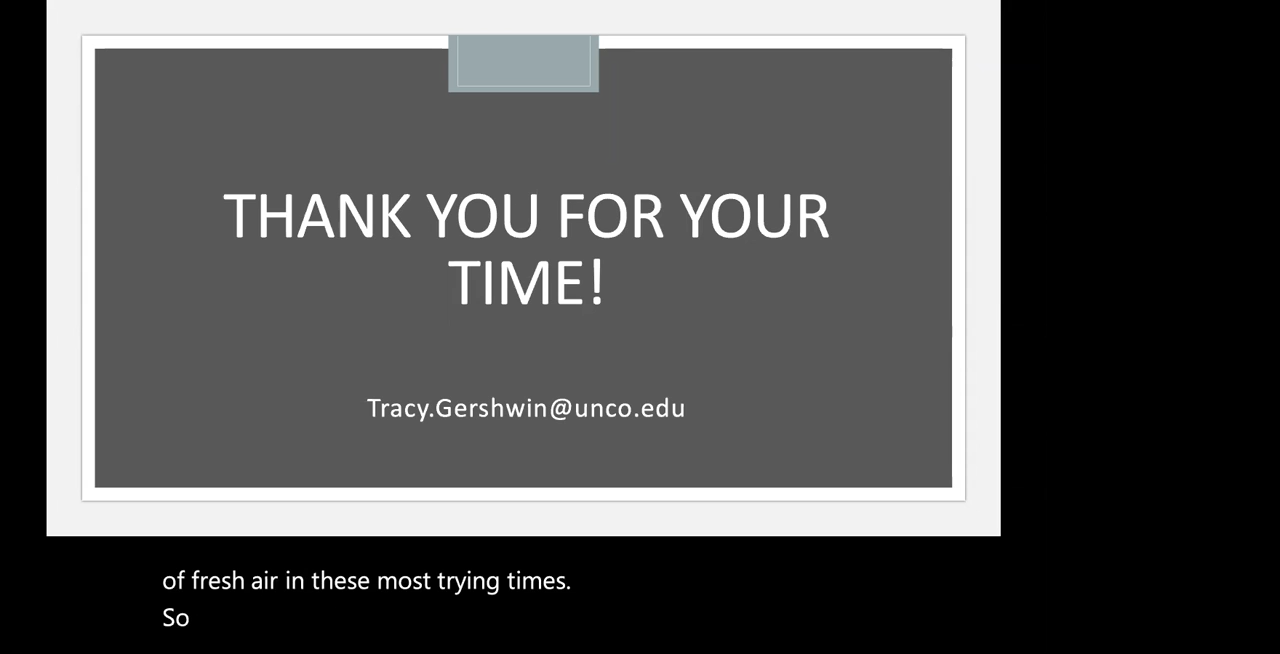 THANK YOU FOR YOUR
TIME!
Tracy.Gershwin@unco.edu
of fresh air in these most trying times.
So